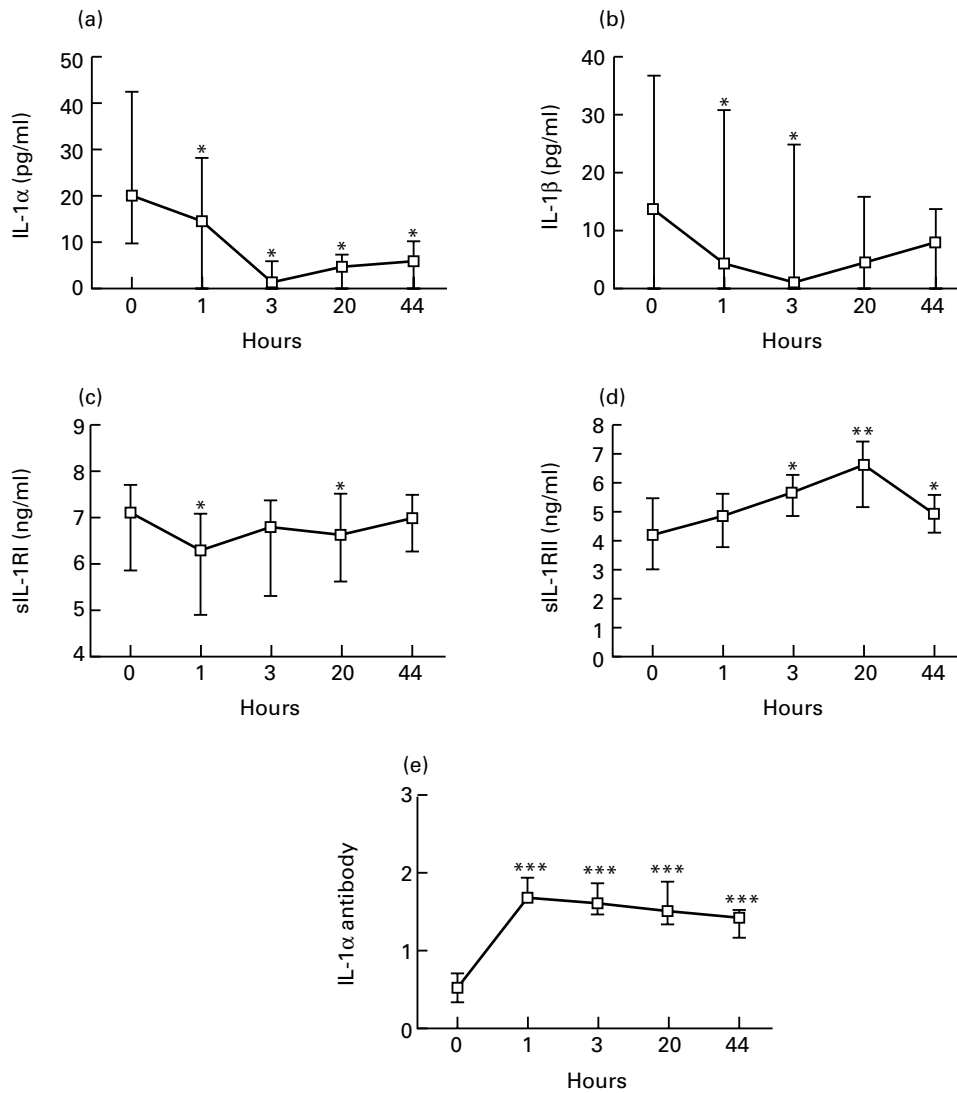 (a)
50
40
30
20
10
0
IL-1α (pg/ml)
*
*
*
*
0 1 3 20 44
Hours
(b)
40
30
20
10
0
IL-1β (pg/ml)
*
*
0 1 3 20 44
Hours
(c)
9
8
7
6
5
4
sIL-1RI (ng/ml)
*
*
0 1 3 20 44
Hours
(d)
8
7
6
5
4
3
2
1
0
sIL-1RII (ng/ml)
*
**
*
0 1 3 20 44
Hours
(e)
3
2
1
0
IL-1α antibody
***
***
***
***
0 1 3 20 44
Hours